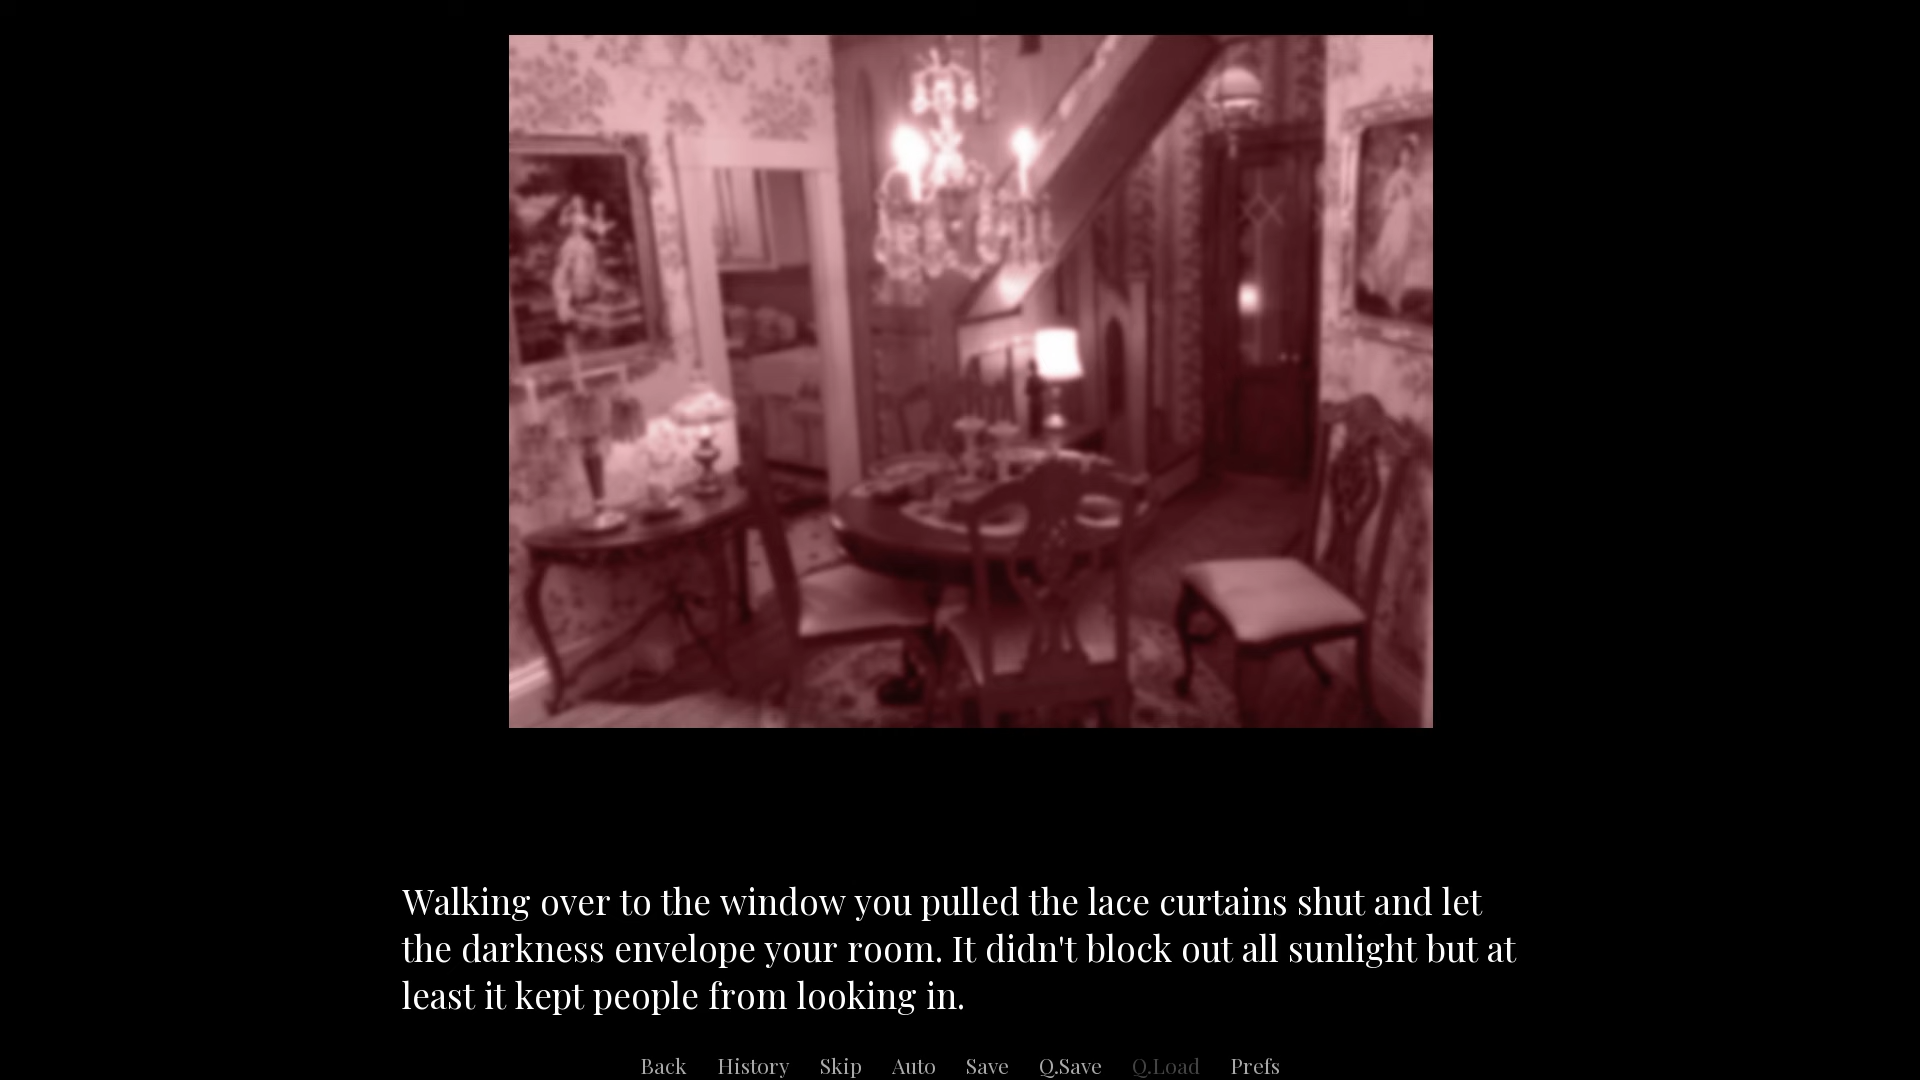 Walking over to the window you pulled the lace curtains shut and let
the darkness envelope your room. It didn't block out all sunlight but at
least it kept people from looking in.
Back History Skip Auto Save Q.Save Q.Load Prefs